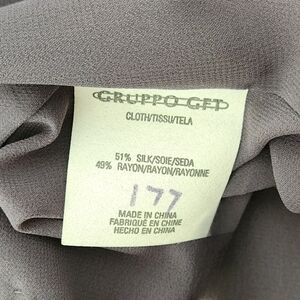 GRUPPO GFT
CLOTH/TISSU/TELA
51% SILK/SOIE/SEDA
49% RAYON/RAYON/RAYONNE
177
MADE IN CHINA
FABRIQUÉ EN CHINE
HECHO EN CHINA